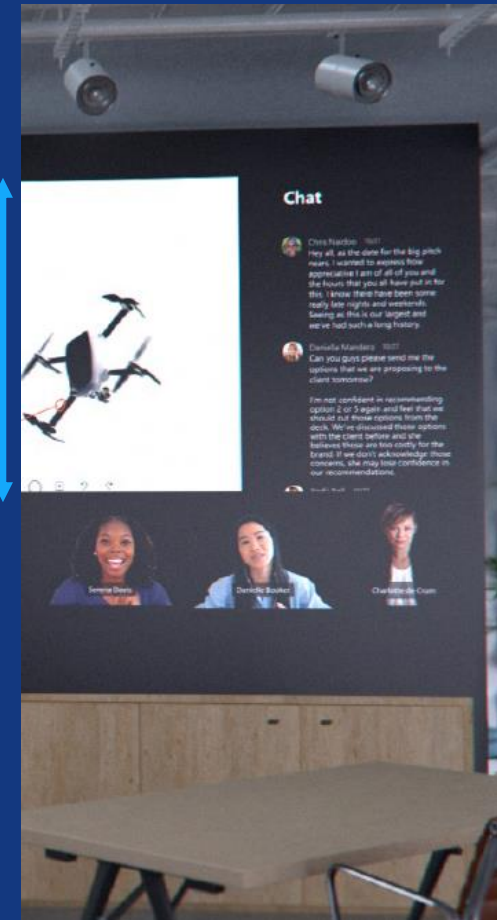 Chat
Chris Naidoo 10:01
Hey all, as the date for the big pitch
nears, I wanted to express how
appreciative I am of all of you and
the hours that you all have put in for
this. I know there have been some
really late nights and weekends.
Seeing as this is our largest and
we've had such a long history.
Daniella Mandera
Can you guys please send me the
options that we are proposing to the
client tomorrow?
I'm not confident in recommending
option 2 or 5 again and feel that we
should cut those options from the
deck. We've discussed those options
with the client before and she
believes those are too costly for the
brand. If we don't acknowledge those
concerns, she may lose confidence in
our recommendations.
Serena Davis
Danielle Booker
Charlotte de Crum